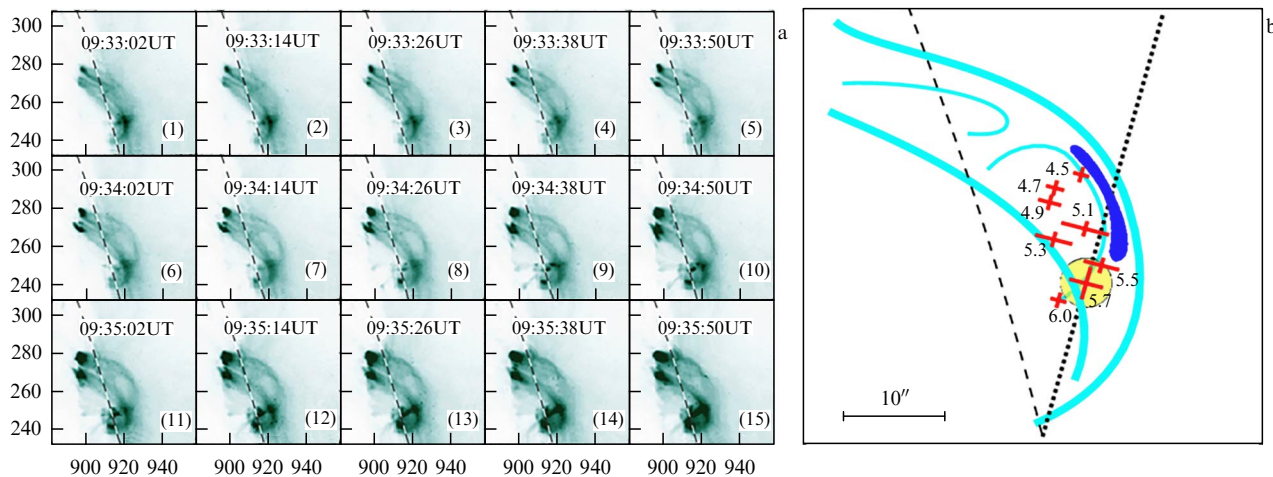 a
300
280
260
240
09:33:02UT
09:33:14UT
09:33:26UT
09:33:38UT
09:33:50UT
(1)
(2)
(3)
(4)
(5)
300
280
260
240
09:34:02UT
09:34:14UT
09:34:26UT
09:34:38UT
09:34:50UT
(6)
(7)
(8)
(9)
(10)
300
280
260
240
09:35:02UT
09:35:14UT
09:35:26UT
09:35:38UT
09:35:50UT
(11)
(12)
(13)
(14)
(15)
900 920 940
900 920 940
900 920 940
900 920 940
900 920 940
b
4.5
4.7
4.9
5.1
5.3
5.5
5.7
6.0
10″